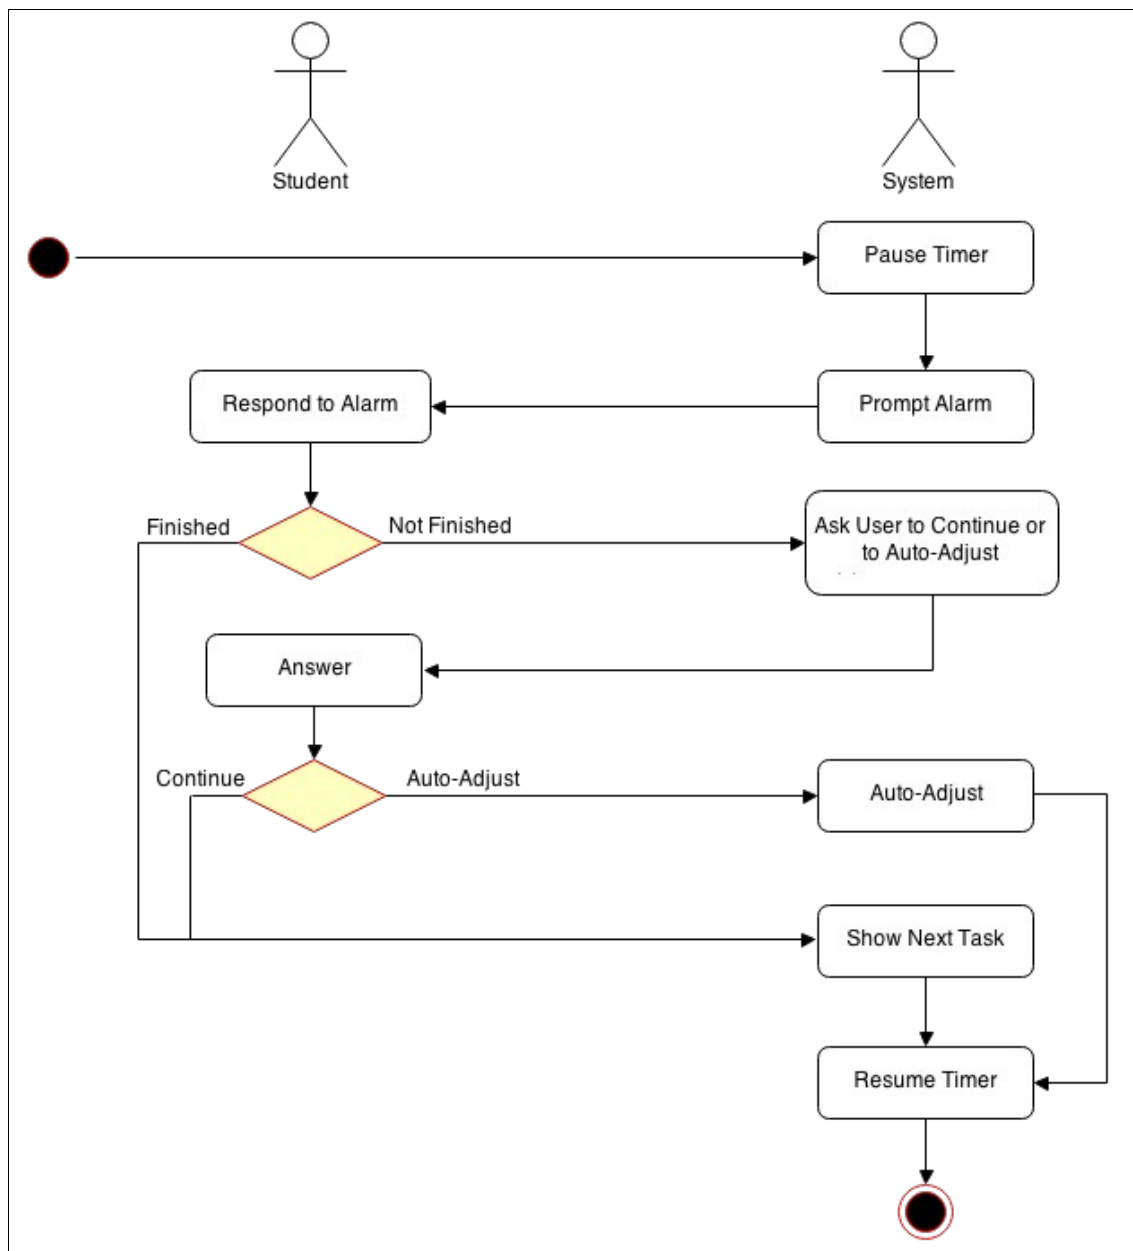 Student
System
Pause Timer
Respond to Alarm
Prompt Alarm
Finished
Not Finished
Ask User to Continue or
to Auto-Adjust
Answer
Continue
Auto-Adjust
Auto-Adjust
Show Next Task
Resume Timer